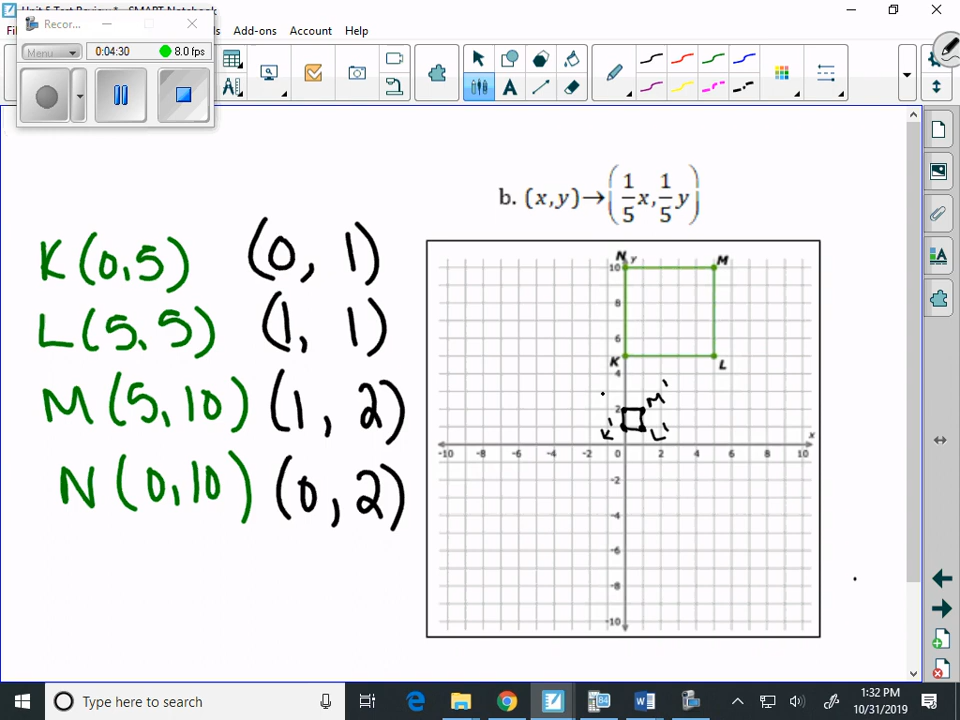 Unit 5 Test Review * - SMART Notebook
Recor...
Add-ons Account Help
Menu 0:04:30 8.0 fps
b. (x,y)→(1/5x, 1/5y)
K(0,5) (0, 1)
L(5,5) (1, 1)
M(5,10) (1, 2)
N(0,10) (0, 2)
N y M
10
8
6
K L
4
2 M'
K' L'
x
-10 -8 -6 -4 -2 0 2 4 6 8 10
-2
-4
-6
-8
-10
Type here to search
1:32 PM
10/31/2019